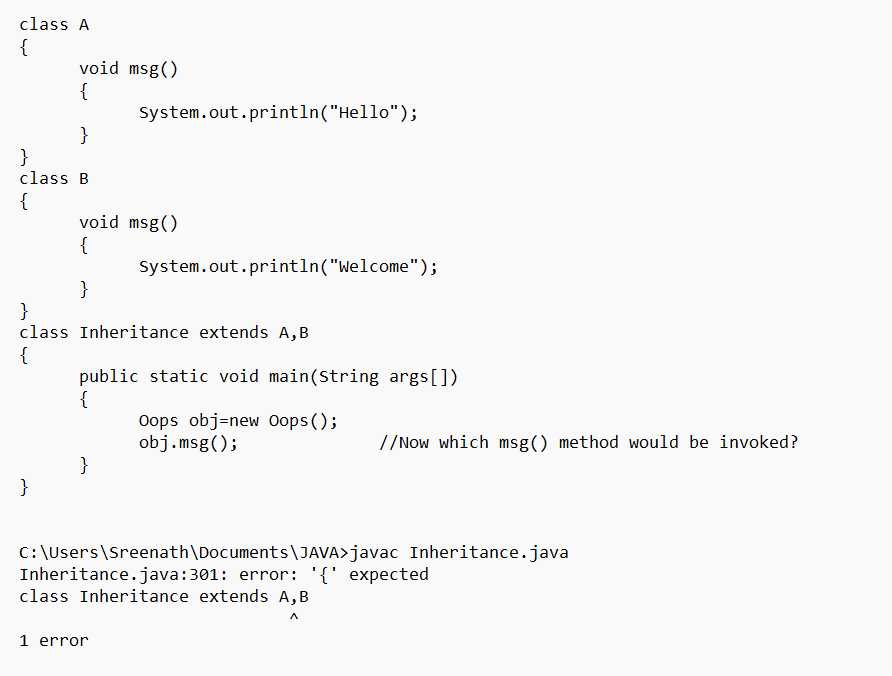 class A
{
void msg()
{
System.out.println("Hello");
}
}
class B
{
void msg()
{
System.out.println("Welcome");
}
}
class Inheritance extends A,B
{
public static void main(String args[])
{
Oops obj=new Oops();
obj.msg(); //Now which msg() method would be invoked?
}
}
C:\Users\Sreenath\Documents\JAVA>javac Inheritance.java
Inheritance.java:301: error: '{' expected
class Inheritance extends A,B
^
1 error